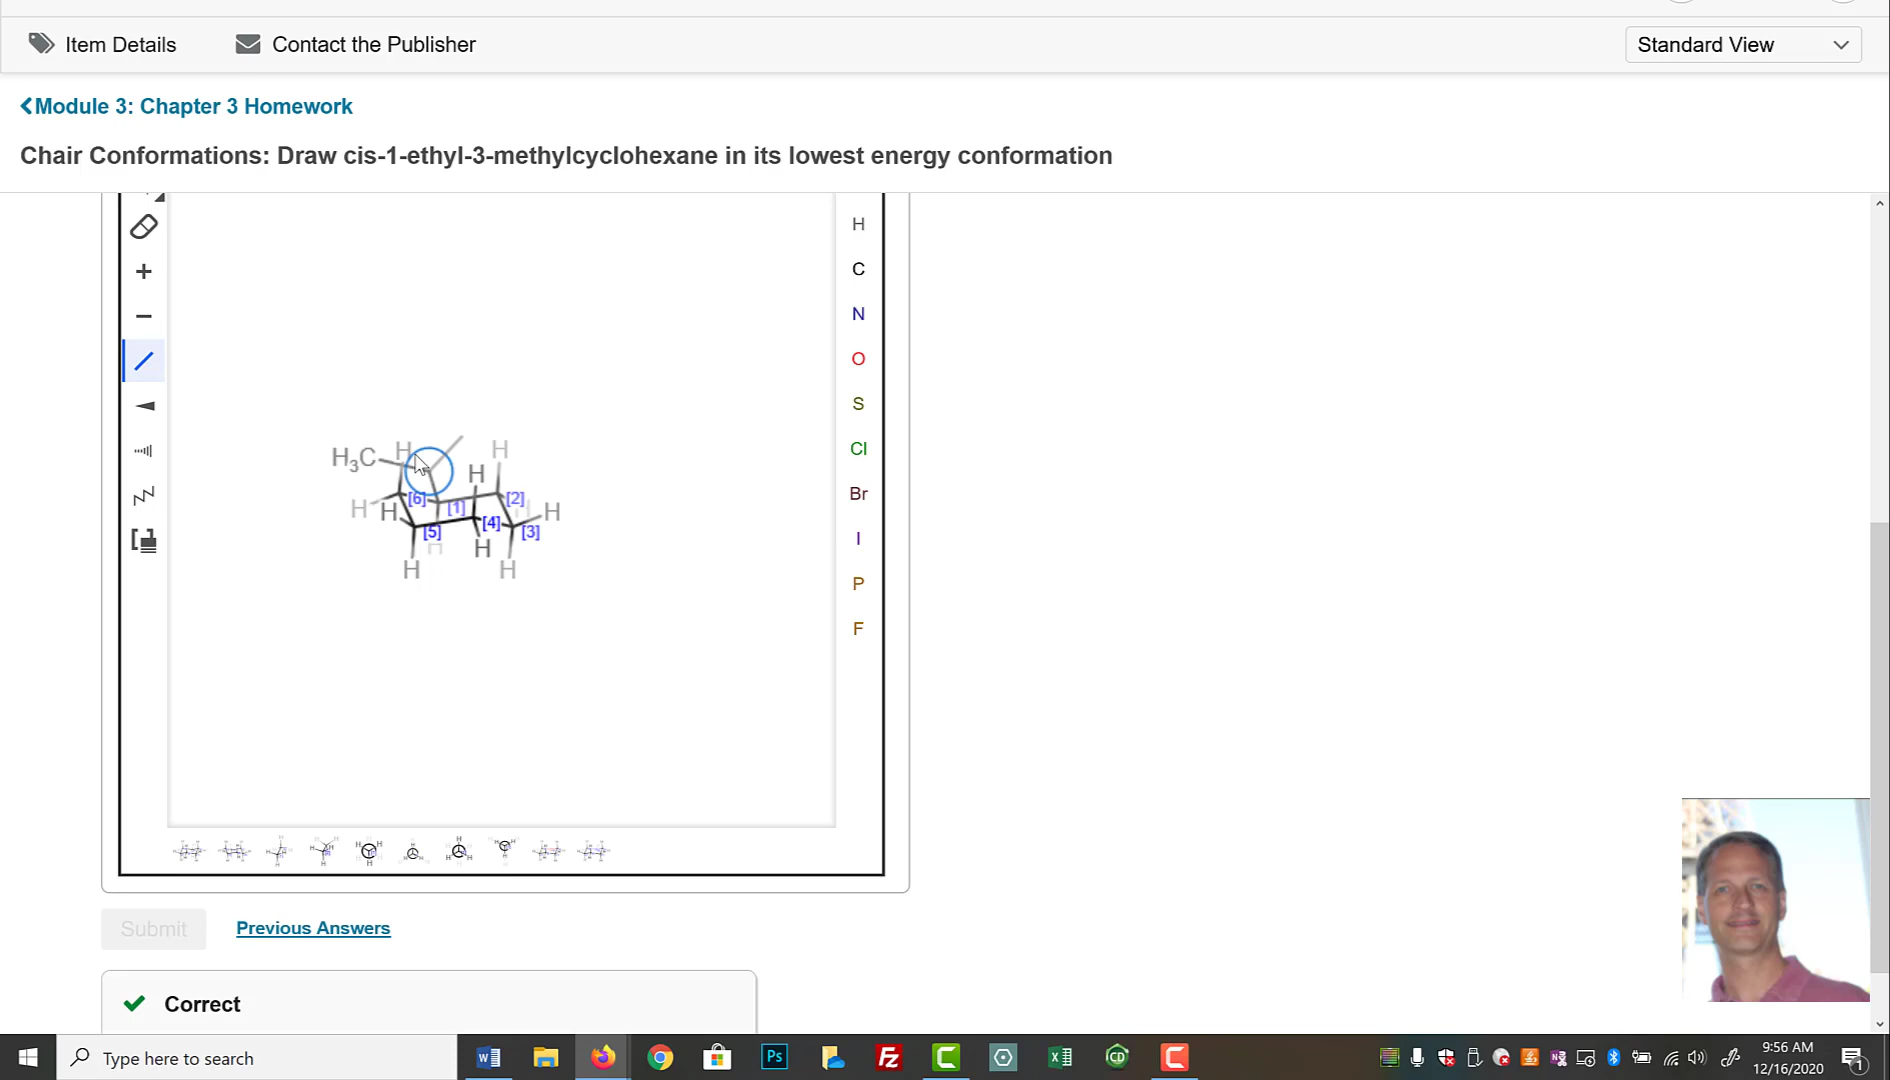 Item Details
Contact the Publisher
Standard View
Module 3: Chapter 3 Homework
Chair Conformations: Draw cis-1-ethyl-3-methylcyclohexane in its lowest energy conformation
H
C
N
O
S
Cl
Br
I
P
F
H₃C H H H
H H [6] [1] [2] H H
[5] [4] [3]
H H
H H
Submit
Previous Answers
Correct
Type here to search
9:56 AM
12/16/2020